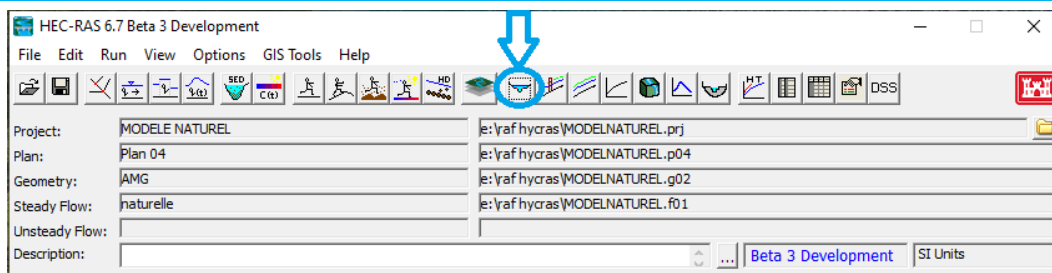 HEC-RAS 6.7 Beta 3 Development
File Edit Run View Options GIS Tools Help
SED C(t) HD HT DSS
Project: MODELE NATUREL e:\raf hycras\MODELNATUREL.prj
Plan: Plan 04 e:\raf hycras\MODELNATUREL.p04
Geometry: AMG e:\raf hycras\MODELNATUREL.g02
Steady Flow: naturelle e:\raf hycras\MODELNATUREL.f01
Unsteady Flow:
Description: ... Beta 3 Development SI Units